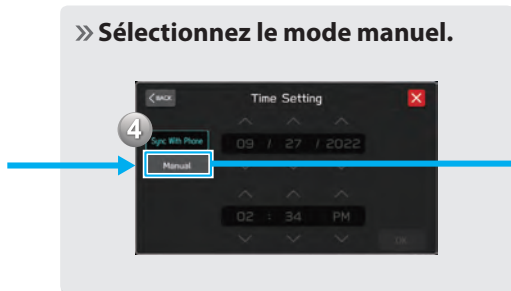 » Sélectionnez le mode manuel.
< BACK
Time Setting
4
Sync With Phone
09 / 27 / 2022
Manual
02 : 34 PM
OK